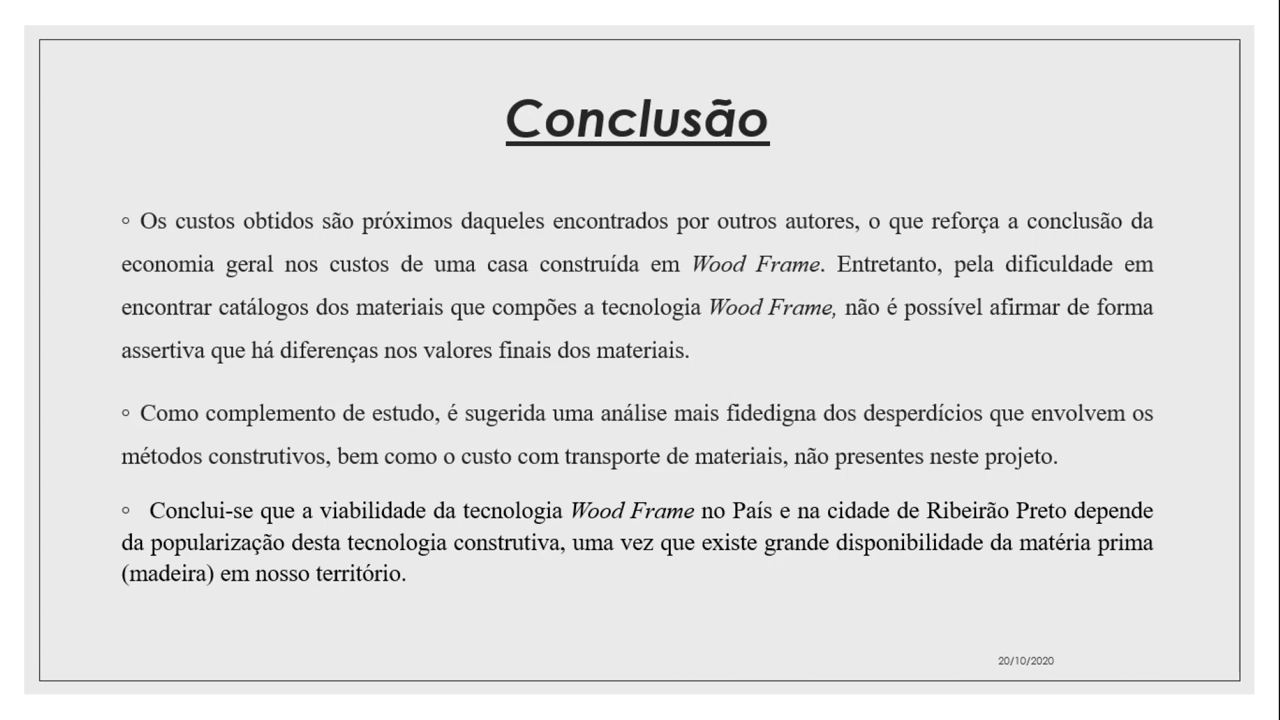 Conclusão
◦ Os custos obtidos são próximos daqueles encontrados por outros autores, o que reforça a conclusão da
economia geral nos custos de uma casa construída em Wood Frame. Entretanto, pela dificuldade em
encontrar catálogos dos materiais que compões a tecnologia Wood Frame, não é possível afirmar de forma
assertiva que há diferenças nos valores finais dos materiais.
◦ Como complemento de estudo, é sugerida uma análise mais fidedigna dos desperdícios que envolvem os
métodos construtivos, bem como o custo com transporte de materiais, não presentes neste projeto.
◦ Conclui-se que a viabilidade da tecnologia Wood Frame no País e na cidade de Ribeirão Preto depende
da popularização desta tecnologia construtiva, uma vez que existe grande disponibilidade da matéria prima
(madeira) em nosso território.
20/10/2020